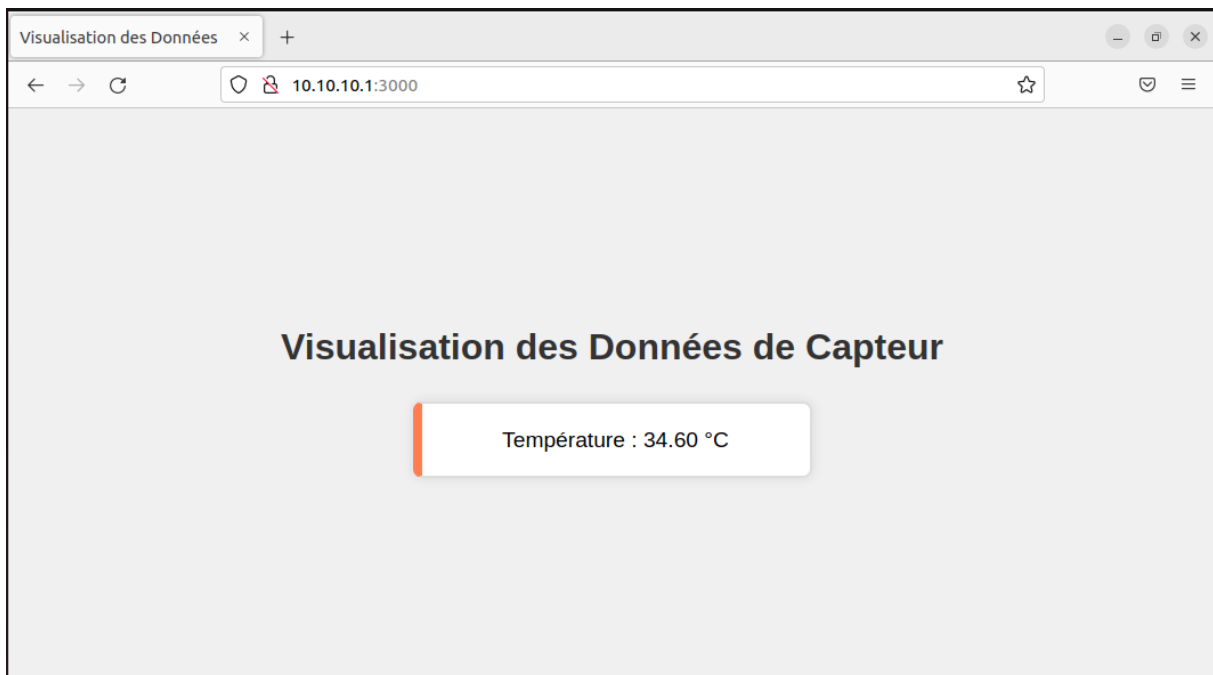 Visualisation des Données
10.10.10.1:3000
Visualisation des Données de Capteur
Température : 34.60 °C